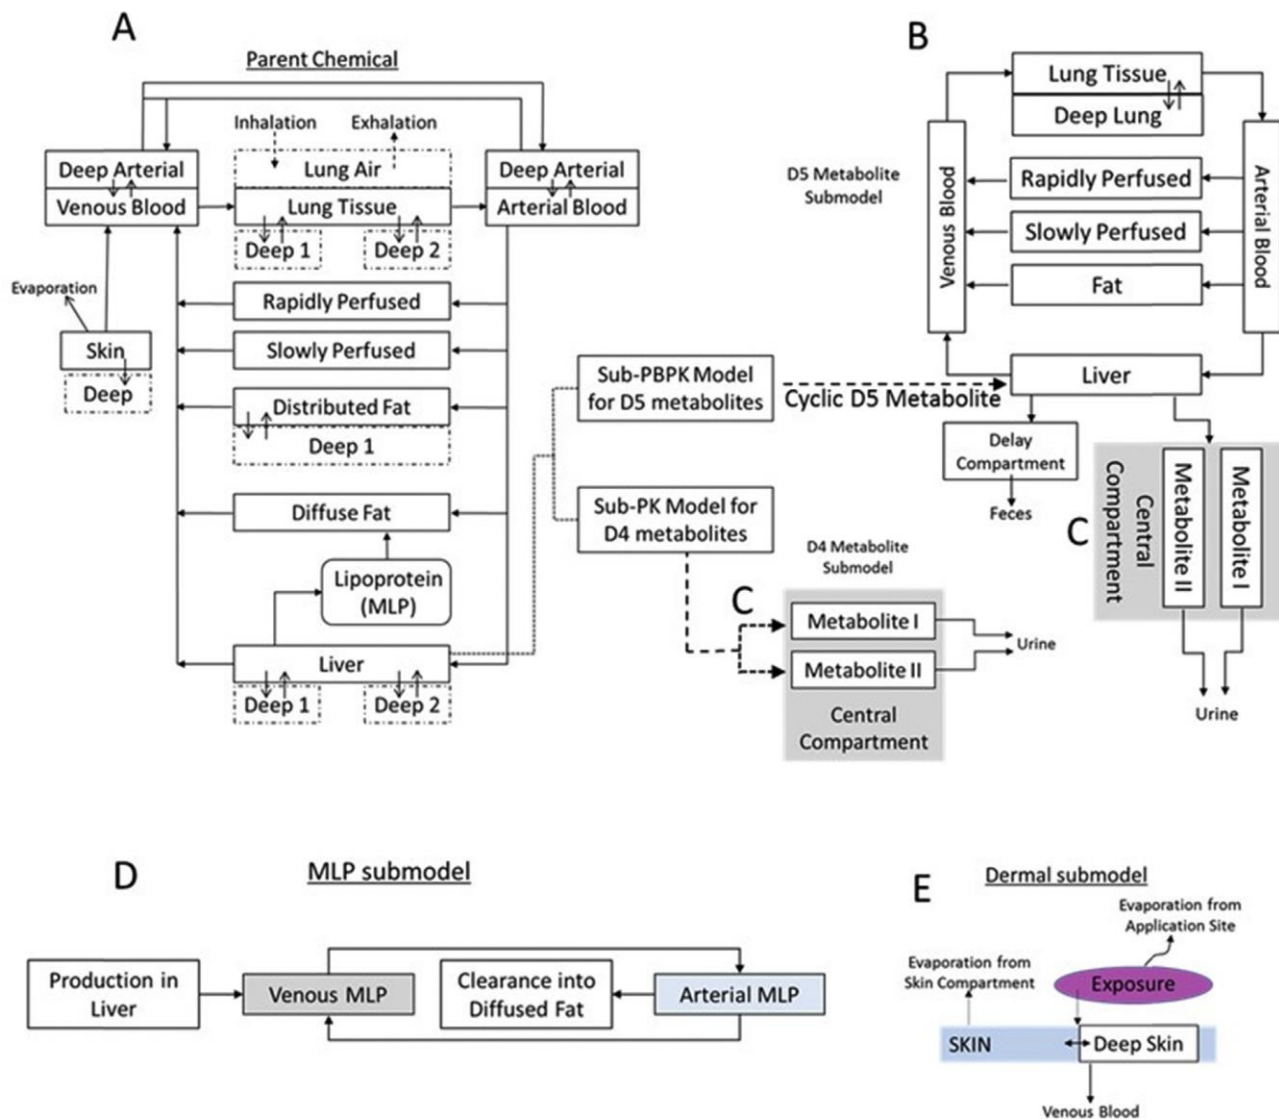 A
Parent Chemical
Inhalation
Exhalation
Deep Arterial
Venous Blood
Lung Air
Lung Tissue
Deep 1
Deep 2
Deep Arterial
Arterial Blood
Evaporation
Skin
Deep
Rapidly Perfused
Slowly Perfused
Distributed Fat
Deep 1
Diffuse Fat
Lipoprotein
(MLP)
Liver
Deep 1
Deep 2
Sub-PBPK Model
for D5 metabolites
Sub-PK Model for
D4 metabolites
Cyclic D5 Metabolite
B
D5 Metabolite
Submodel
Lung Tissue
Deep Lung
Venous Blood
Rapidly Perfused
Slowly Perfused
Fat
Arterial Blood
Liver
Delay
Compartment
Feces
C
Central
Compartment
Metabolite II
Metabolite I
Urine
D4 Metabolite
Submodel
C
Metabolite I
Metabolite II
Central
Compartment
Urine
D
MLP submodel
Production in
Liver
Venous MLP
Clearance into
Diffused Fat
Arterial MLP
E
Dermal submodel
Evaporation from
Application Site
Evaporation from
Skin Compartment
Exposure
SKIN
Deep Skin
Venous Blood